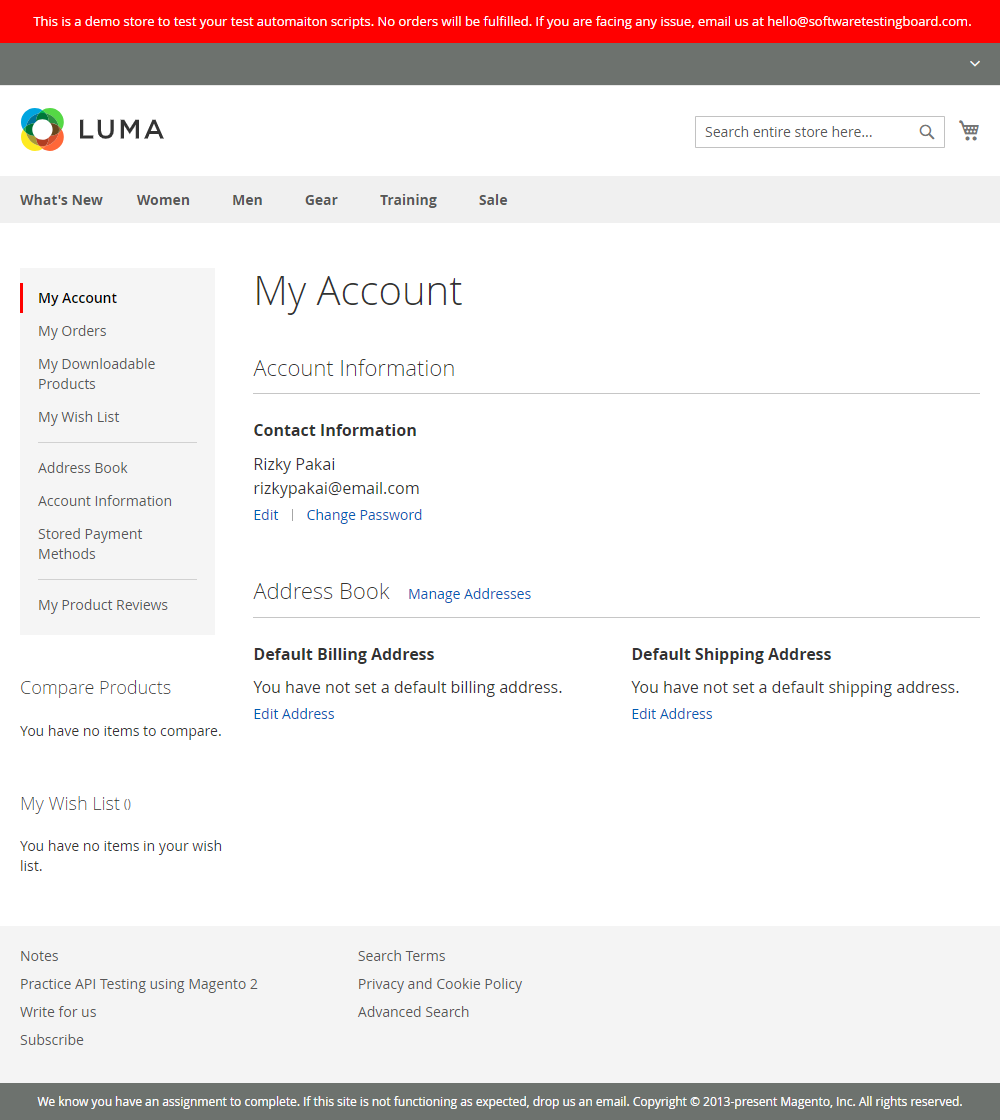 This is a demo store to test your test automaiton scripts. No orders will be fulfilled. If you are facing any issue, email us at hello@softwaretestingboard.com.
LUMA
Search entire store here...
What's New Women Men Gear Training Sale
My Account
My Orders
My Downloadable
Products
My Wish List
Address Book
Account Information
Stored Payment
Methods
My Product Reviews
Compare Products
You have no items to compare.
My Wish List ()
You have no items in your wish
list.
My Account
Account Information
Contact Information
Rizky Pakai
rizkypakai@email.com
Edit | Change Password
Address Book Manage Addresses
Default Billing Address
You have not set a default billing address.
Edit Address
Default Shipping Address
You have not set a default shipping address.
Edit Address
Notes
Practice API Testing using Magento 2
Write for us
Subscribe
Search Terms
Privacy and Cookie Policy
Advanced Search
We know you have an assignment to complete. If this site is not functioning as expected, drop us an email. Copyright © 2013-present Magento, Inc. All rights reserved.